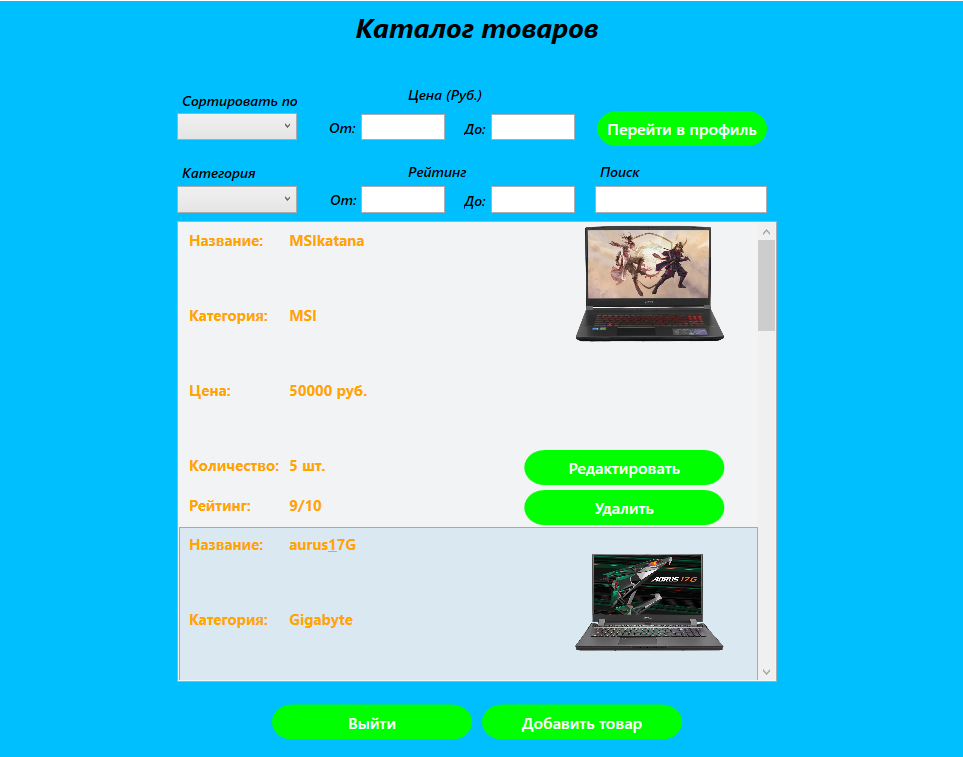 Каталог товаров
Сортировать по
Цена (Руб.)
От:
До:
Перейти в профиль
Категория
Рейтинг
Поиск
От:
До:
Название: MSIkatana
Категория: MSI
Цена: 50000 руб.
Количество: 5 шт.
Редактировать
Рейтинг: 9/10
Удалить
Название: aurus17G
AORUS 17G
Категория: Gigabyte
Выйти
Добавить товар